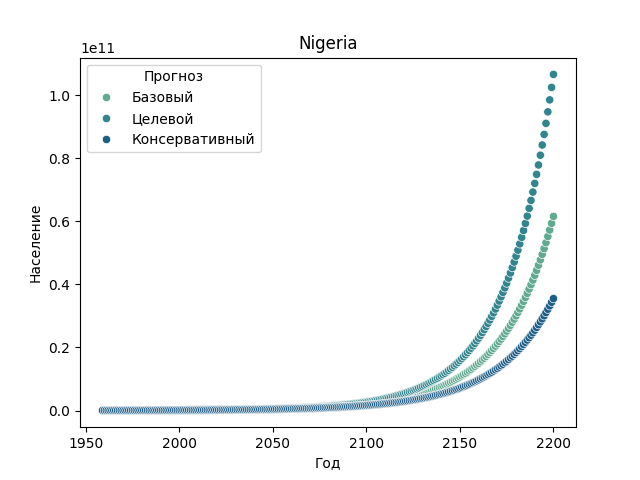 Nigeria
1e11
Прогноз
Базовый
Целевой
Консервативный
1.0
0.8
0.6
0.4
0.2
0.0
Население
1950 2000 2050 2100 2150 2200
Год